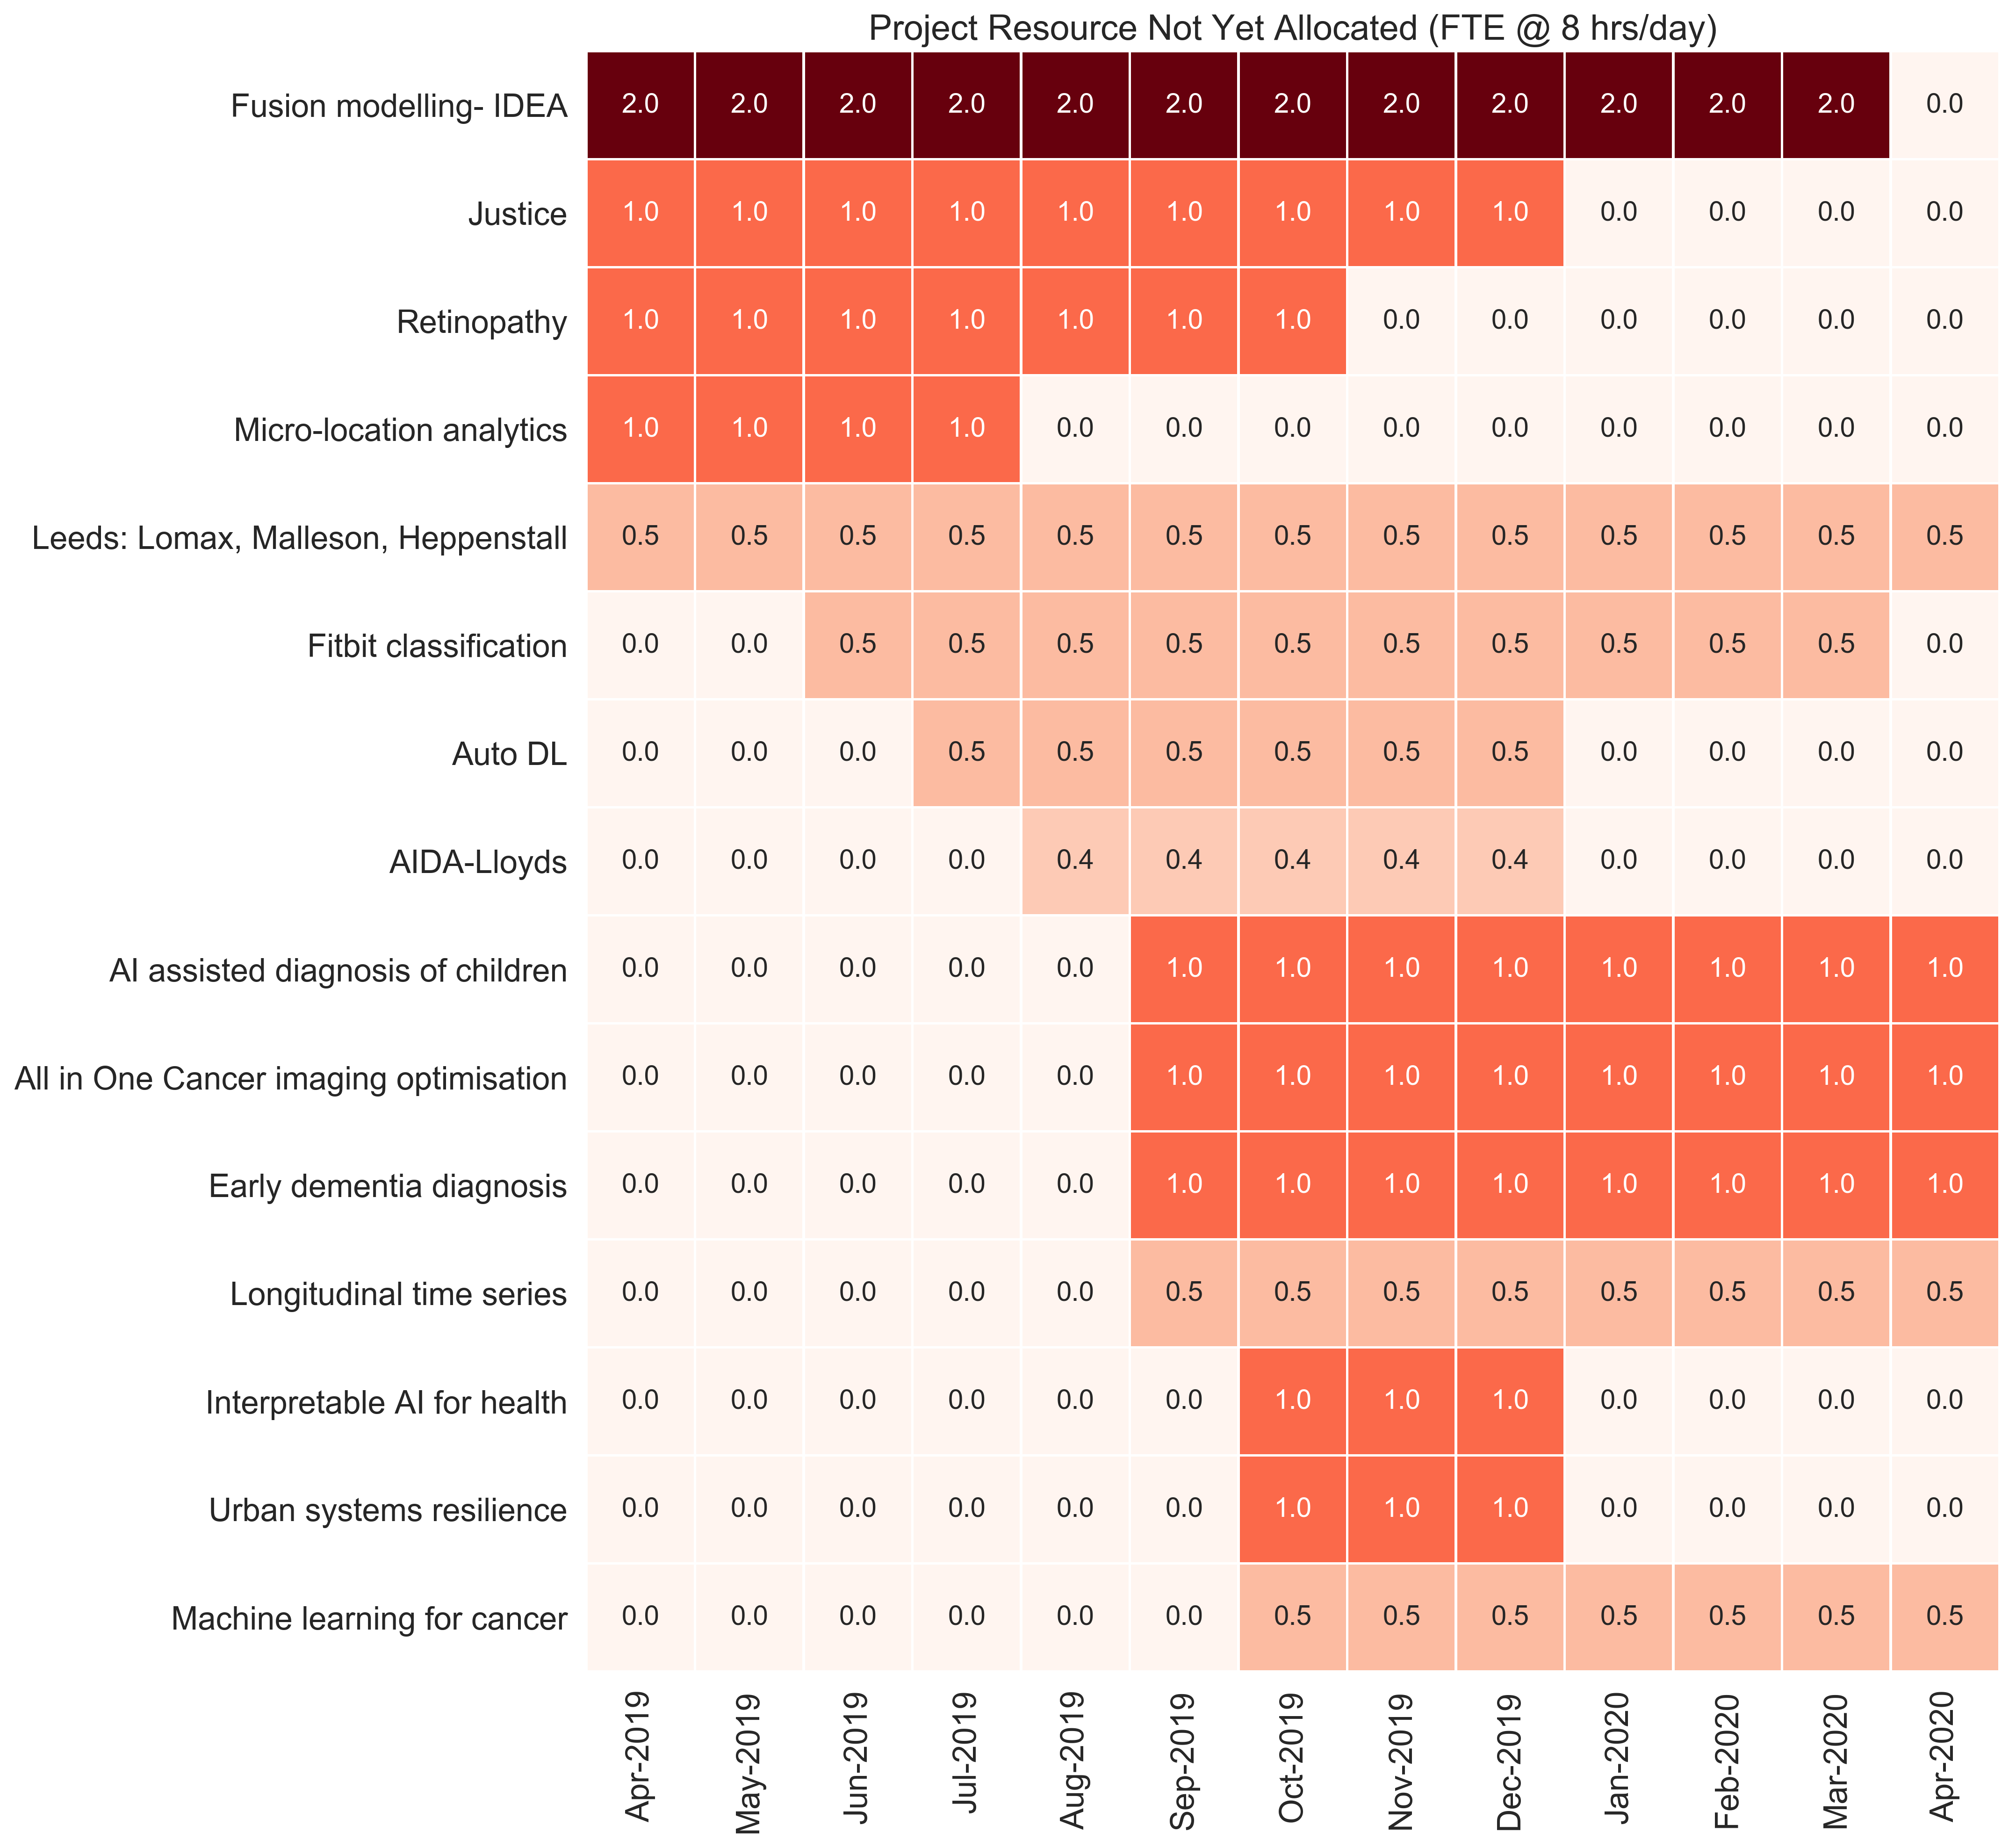 Project Resource Not Yet Allocated (FTE @ 8 hrs/day)
Fusion modelling- IDEA 2.0 2.0 2.0 2.0 2.0 2.0 2.0 2.0 2.0 2.0 2.0 2.0 0.0
Justice 1.0 1.0 1.0 1.0 1.0 1.0 1.0 1.0 1.0 0.0 0.0 0.0 0.0
Retinopathy 1.0 1.0 1.0 1.0 1.0 1.0 1.0 0.0 0.0 0.0 0.0 0.0 0.0
Micro-location analytics 1.0 1.0 1.0 1.0 0.0 0.0 0.0 0.0 0.0 0.0 0.0 0.0 0.0
Leeds: Lomax, Malleson, Heppenstall 0.5 0.5 0.5 0.5 0.5 0.5 0.5 0.5 0.5 0.5 0.5 0.5 0.5
Fitbit classification 0.0 0.0 0.5 0.5 0.5 0.5 0.5 0.5 0.5 0.5 0.5 0.5 0.0
Auto DL 0.0 0.0 0.0 0.5 0.5 0.5 0.5 0.5 0.5 0.0 0.0 0.0 0.0
AIDA-Lloyds 0.0 0.0 0.0 0.0 0.4 0.4 0.4 0.4 0.4 0.0 0.0 0.0 0.0
AI assisted diagnosis of children 0.0 0.0 0.0 0.0 0.0 1.0 1.0 1.0 1.0 1.0 1.0 1.0 1.0
All in One Cancer imaging optimisation 0.0 0.0 0.0 0.0 0.0 1.0 1.0 1.0 1.0 1.0 1.0 1.0 1.0
Early dementia diagnosis 0.0 0.0 0.0 0.0 0.0 1.0 1.0 1.0 1.0 1.0 1.0 1.0 1.0
Longitudinal time series 0.0 0.0 0.0 0.0 0.0 0.5 0.5 0.5 0.5 0.5 0.5 0.5 0.5
Interpretable AI for health 0.0 0.0 0.0 0.0 0.0 0.0 1.0 1.0 1.0 0.0 0.0 0.0 0.0
Urban systems resilience 0.0 0.0 0.0 0.0 0.0 0.0 1.0 1.0 1.0 0.0 0.0 0.0 0.0
Machine learning for cancer 0.0 0.0 0.0 0.0 0.0 0.0 0.5 0.5 0.5 0.5 0.5 0.5 0.5
Apr-2019 May-2019 Jun-2019 Jul-2019 Aug-2019 Sep-2019 Oct-2019 Nov-2019 Dec-2019 Jan-2020 Feb-2020 Mar-2020 Apr-2020